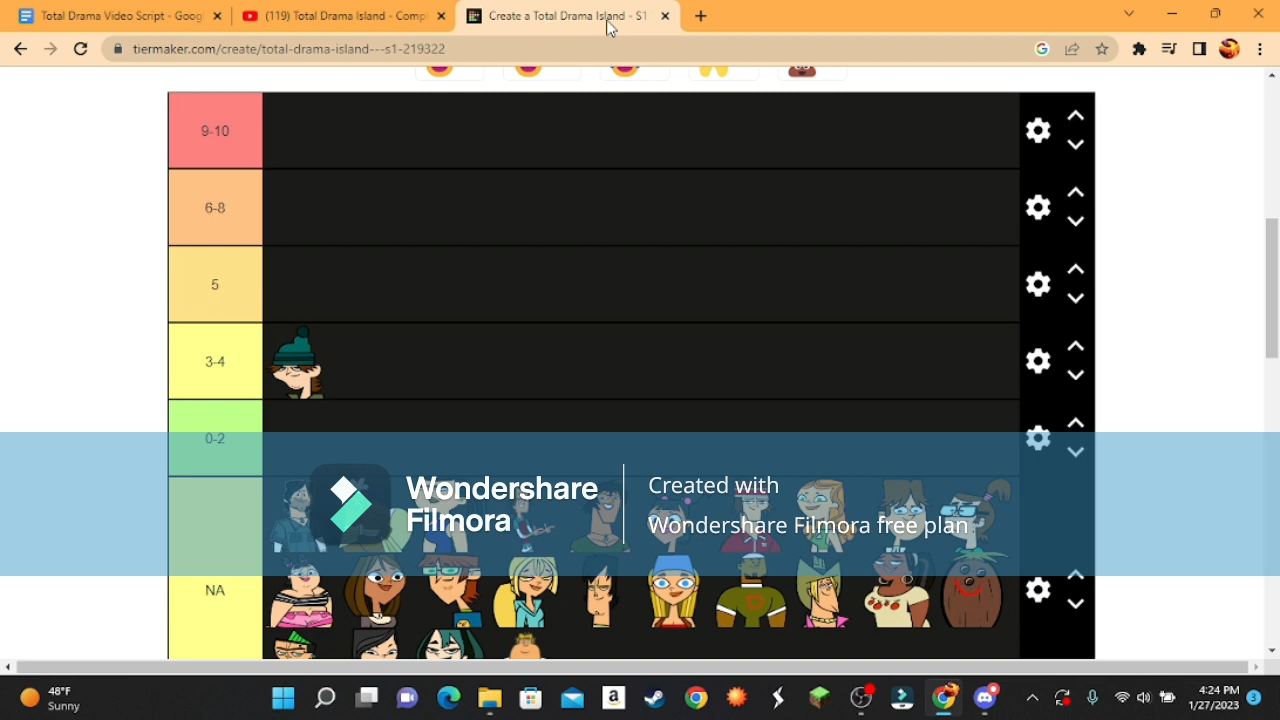 Total Drama Video Script - Goog
(119) Total Drama Island - Comp
Create a Total Drama Island - S1
tiermaker.com/create/total-drama-island---s1-219322
9-10
6-8
5
3-4
0-2
Wondershare
Filmora
Created with
Wondershare Filmora free plan
NA
48°F
Sunny
4:24 PM
1/27/2023
3